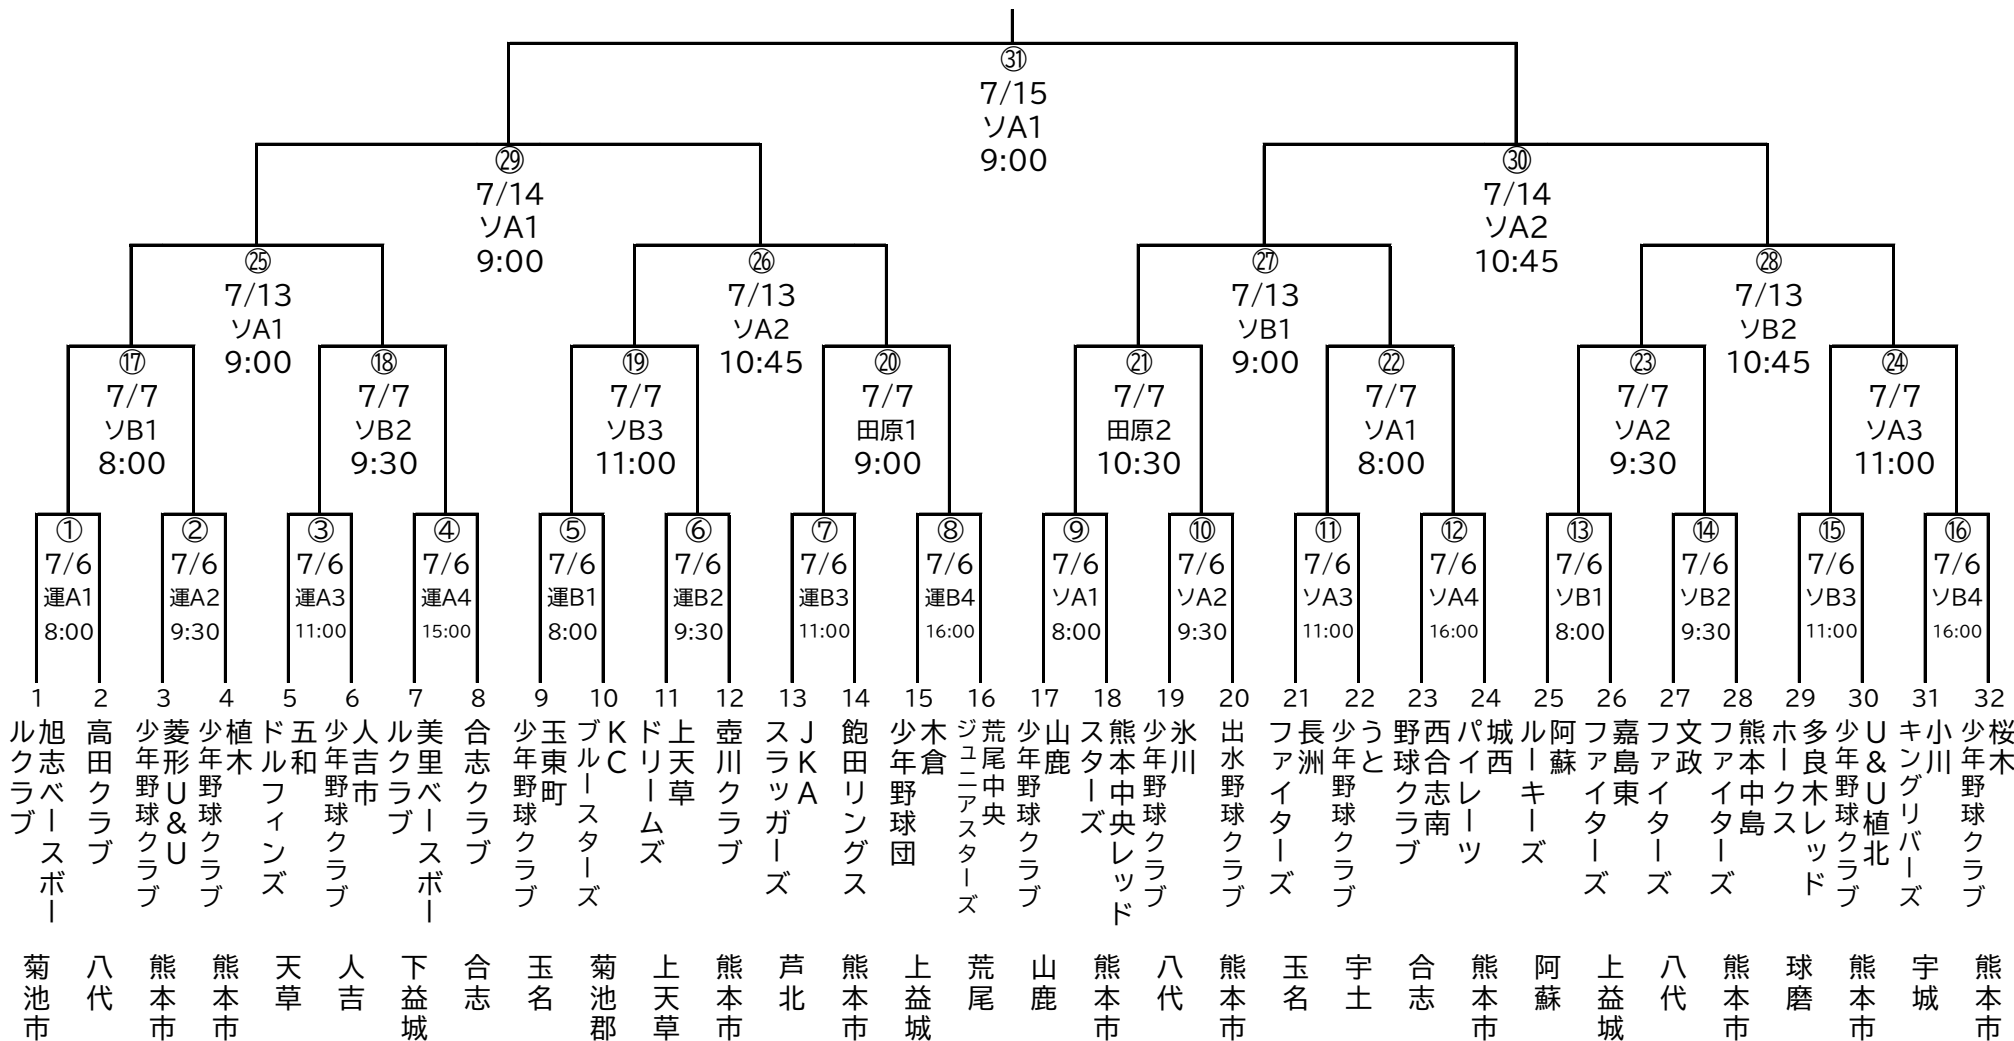 ㉛
7/15
ソA1
9:00
㉙
7/14
ソA1
9:00
㉚
7/14
ソA2
10:45
㉕
7/13
ソA1
9:00
㉖
7/13
ソA2
10:45
㉗
7/13
ソB1
9:00
㉘
7/13
ソB2
10:45
⑰
7/7
ソB1
8:00
⑱
7/7
ソB2
9:30
⑲
7/7
ソB3
11:00
⑳
7/7
田原1
9:00
㉑
7/7
田原2
10:30
㉒
7/7
ソA1
8:00
㉓
7/7
ソA2
9:30
㉔
7/7
ソA3
11:00
①
7/6
運A1
8:00
②
7/6
運A2
9:30
③
7/6
運A3
11:00
④
7/6
運A4
15:00
⑤
7/6
運B1
8:00
⑥
7/6
運B2
9:30
⑦
7/6
運B3
11:00
⑧
7/6
運B4
16:00
⑨
7/6
ソA1
8:00
⑩
7/6
ソA2
9:30
⑪
7/6
ソA3
11:00
⑫
7/6
ソA4
16:00
⑬
7/6
ソB1
8:00
⑭
7/6
ソB2
9:30
⑮
7/6
ソB3
11:00
⑯
7/6
ソB4
16:00
1
旭志ベースボー
ルクラブ
菊池市
2
高田クラブ
八代
3
菱形U&U
少年野球クラブ
熊本市
4
植木
少年野球クラブ
熊本市
5
五和
ドルフィンズ
天草
6
人吉市
少年野球クラブ
人吉
7
美里ベースボー
ルクラブ
下益城
8
合志クラブ
合志
9
玉東町
少年野球クラブ
玉名
10
KC
ブルースターズ
菊池郡
11
上天草
ドリームズ
上天草
12
壺川クラブ
熊本市
13
JKA
スラッガーズ
芦北
14
飽田リングス
熊本市
15
木倉
少年野球団
上益城
16
荒尾中央
ジュニアスターズ
荒尾
17
山鹿
少年野球クラブ
山鹿
18
熊本中央レッド
スターズ
熊本市
19
氷川
少年野球クラブ
八代
20
出水野球クラブ
熊本市
21
長洲
ファイターズ
玉名
22
うと
少年野球クラブ
宇土
23
西合志南
野球クラブ
合志
24
城西
パイレーツ
熊本市
25
阿蘇
ルーキーズ
阿蘇
26
嘉島東
ファイターズ
上益城
27
文政
ファイターズ
八代
28
熊本中島
ファイターズ
熊本市
29
多良木レッド
ホークス
球磨
30
U&U植北
少年野球クラブ
熊本市
31
小川
キングリバーズ
宇城
32
桜木
少年野球クラブ
熊本市